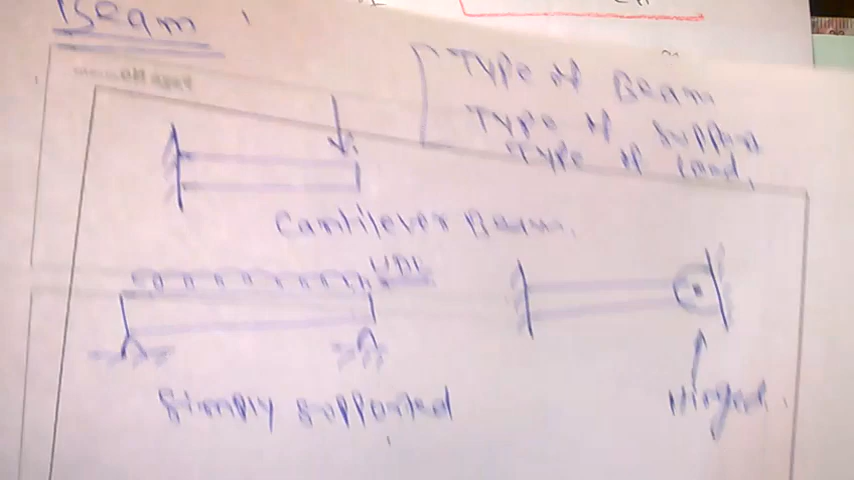 Beam
Type of Beam
Type of Support
Type of Load,
Cantilever Beam.
UDL
Simply Supported
Hinged.